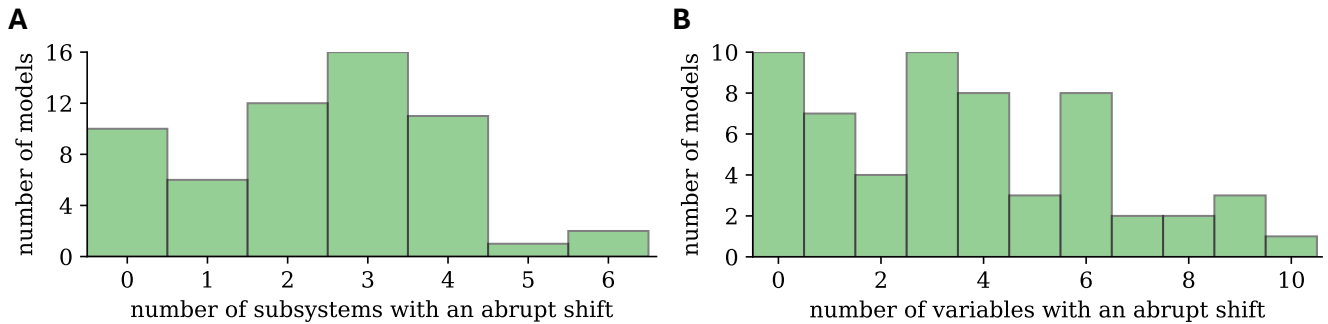 A
number of models
16
12
8
4
0
0 1 2 3 4 5 6
number of subsystems with an abrupt shift
B
number of models
10
8
6
4
2
0
0 2 4 6 8 10
number of variables with an abrupt shift